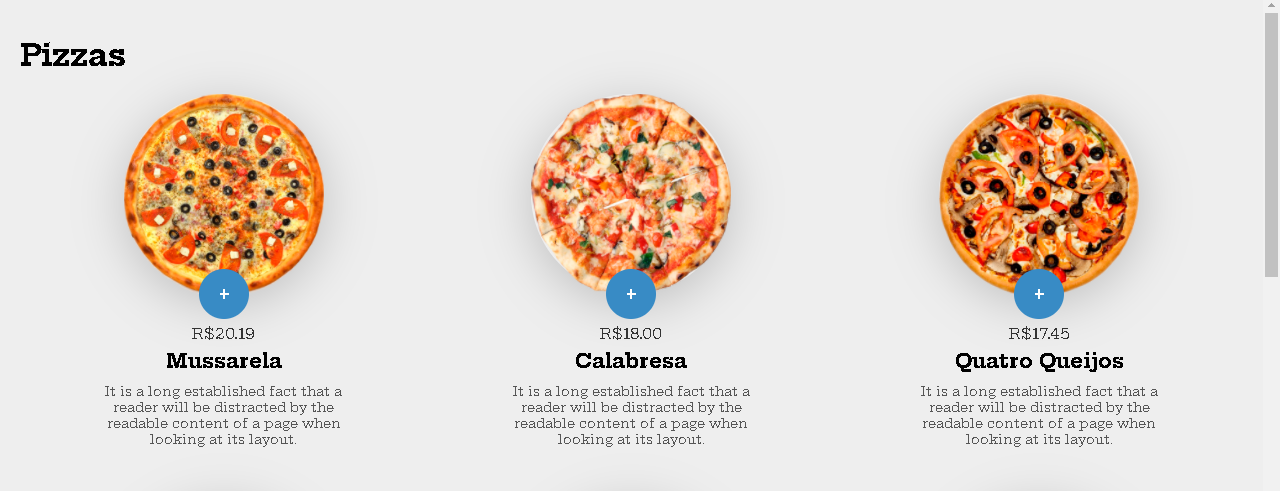 Pizzas
+
+
+
R$20.19
R$18.00
R$17.45
Mussarela
Calabresa
Quatro Queijos
It is a long established fact that a
reader will be distracted by the
readable content of a page when
looking at its layout.
It is a long established fact that a
reader will be distracted by the
readable content of a page when
looking at its layout.
It is a long established fact that a
reader will be distracted by the
readable content of a page when
looking at its layout.